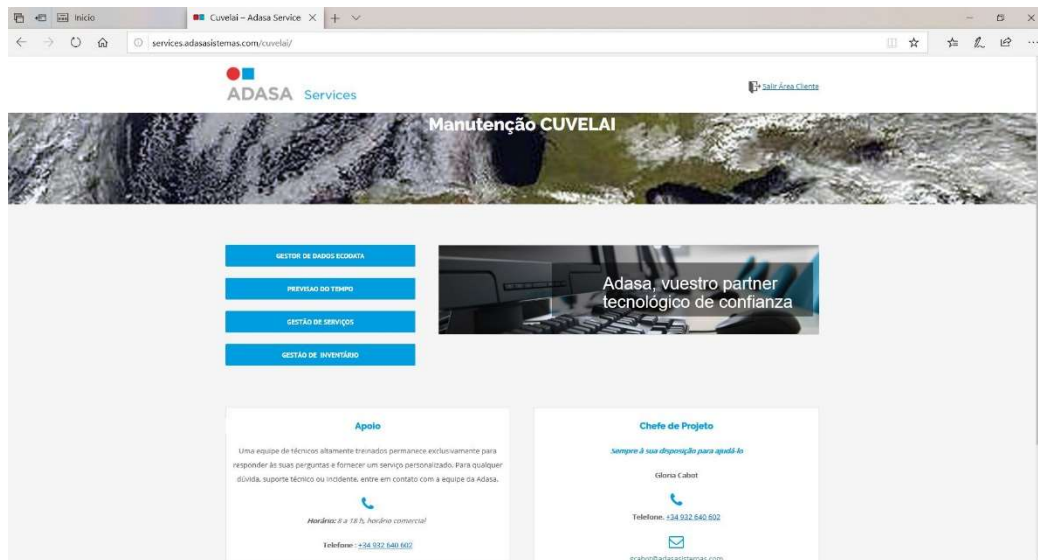 Inicio
Cuvelai – Adasa Service
services.adasasistemas.com/cuvelai/
ADASA Services
Salir Área Cliente
Manutenção CUVELAI
GESTOR DE DADOS ECODATA
PREVISAO DO TEMPO
GESTÃO DE SERVIÇOS
GESTÃO DE INVENTÁRIO
Adasa, vuestro partner
tecnológico de confianza
Apoio
Uma equipe de técnicos altamente treinados permanece exclusivamente para
responder às suas perguntas e fornecer um serviço personalizado. Para qualquer
dúvida, suporte técnico ou incidente, entre em contato com a equipe da Adasa.
Horário: 8 a 18 h, horário comercial
Telefone : +34 932 640 602
Chefe de Projeto
Sempre à sua disposição para ajudá-lo
Gloria Cabot
Telefone. +34 932 640 602
gcabot@adasasistemas.com